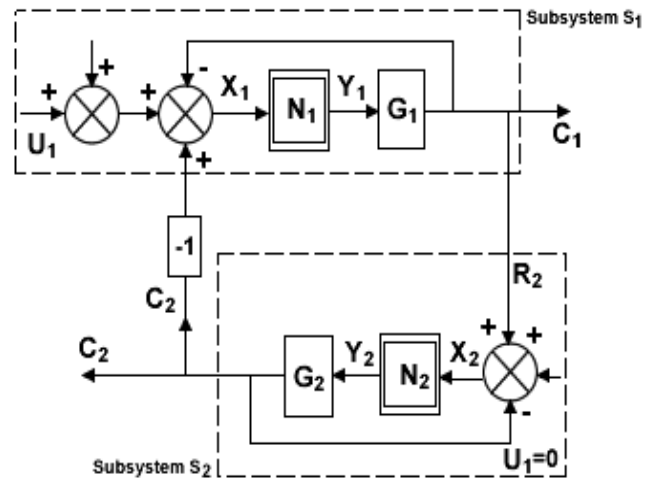 Subsystem S₁
+
+
+
-
X₁
N₁
Y₁
G₁
U₁
+
C₁
-1
R₂
C₂
C₂
+
+
G₂
Y₂
N₂
X₂
-
U₁=0
Subsystem S₂